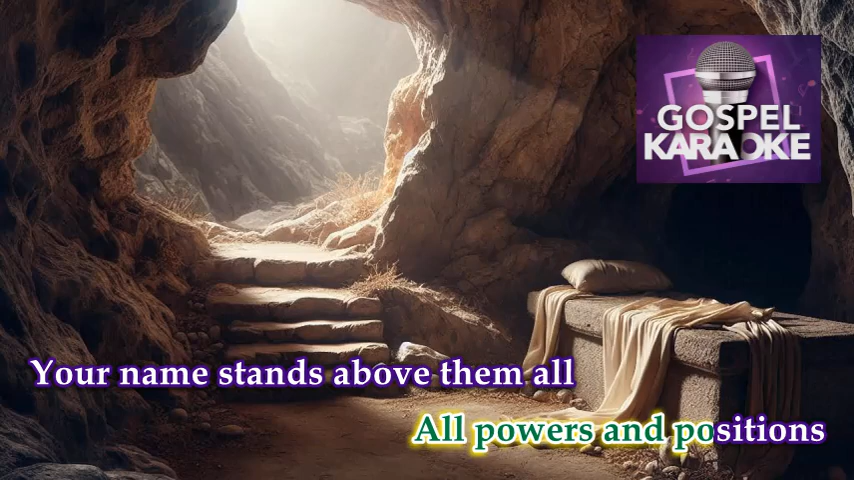 GOSPEL
KARAOKE
Your name stands above them all
All powers and positions